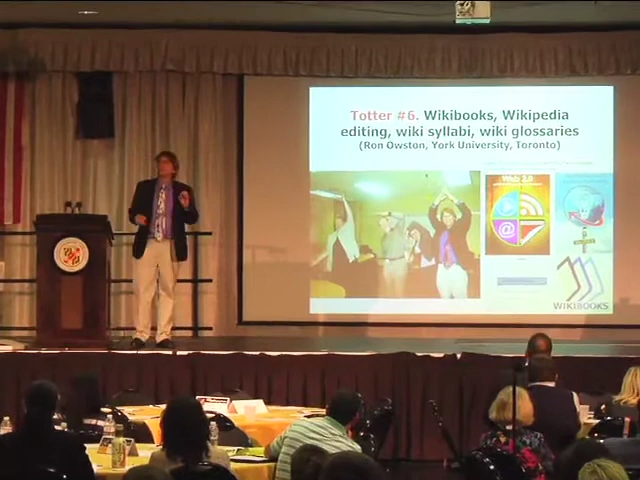 Totter #6. Wikibooks, Wikipedia
editing, wiki syllabi, wiki glossaries
(Ron Owston, York University, Toronto)
Web 2.0
WIKIBOOKS